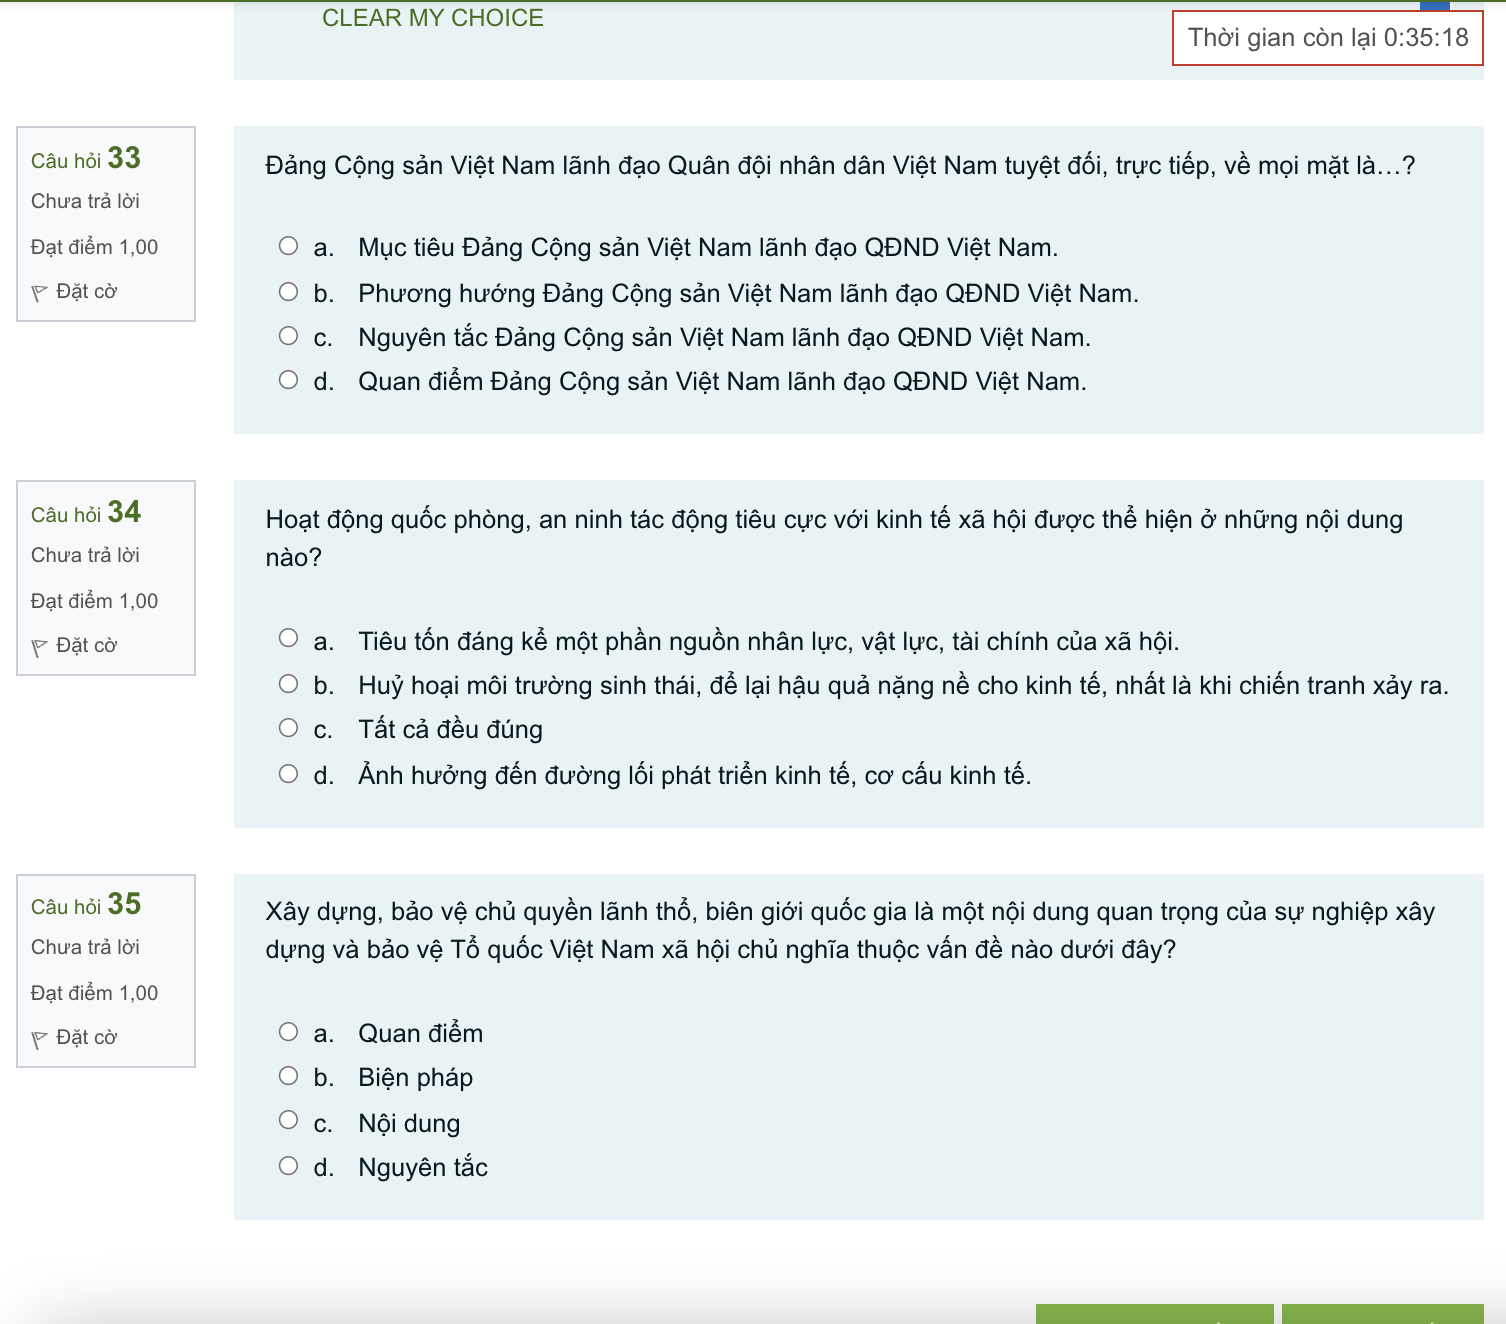 CLEAR MY CHOICE
Thời gian còn lại 0:35:18
Câu hỏi 33
Chưa trả lời
Đạt điểm 1,00
Đặt cờ
Đảng Cộng sản Việt Nam lãnh đạo Quân đội nhân dân Việt Nam tuyệt đối, trực tiếp, về mọi mặt là...?
a. Mục tiêu Đảng Cộng sản Việt Nam lãnh đạo QĐND Việt Nam.
b. Phương hướng Đảng Cộng sản Việt Nam lãnh đạo QĐND Việt Nam.
c. Nguyên tắc Đảng Cộng sản Việt Nam lãnh đạo QĐND Việt Nam.
d. Quan điểm Đảng Cộng sản Việt Nam lãnh đạo QĐND Việt Nam.
Câu hỏi 34
Chưa trả lời
Đạt điểm 1,00
Đặt cờ
Hoạt động quốc phòng, an ninh tác động tiêu cực với kinh tế xã hội được thể hiện ở những nội dung
nào?
a. Tiêu tốn đáng kể một phần nguồn nhân lực, vật lực, tài chính của xã hội.
b. Huỷ hoại môi trường sinh thái, để lại hậu quả nặng nề cho kinh tế, nhất là khi chiến tranh xảy ra.
c. Tất cả đều đúng
d. Ảnh hưởng đến đường lối phát triển kinh tế, cơ cấu kinh tế.
Câu hỏi 35
Chưa trả lời
Đạt điểm 1,00
Đặt cờ
Xây dựng, bảo vệ chủ quyền lãnh thổ, biên giới quốc gia là một nội dung quan trọng của sự nghiệp xây
dựng và bảo vệ Tổ quốc Việt Nam xã hội chủ nghĩa thuộc vấn đề nào dưới đây?
a. Quan điểm
b. Biện pháp
c. Nội dung
d. Nguyên tắc